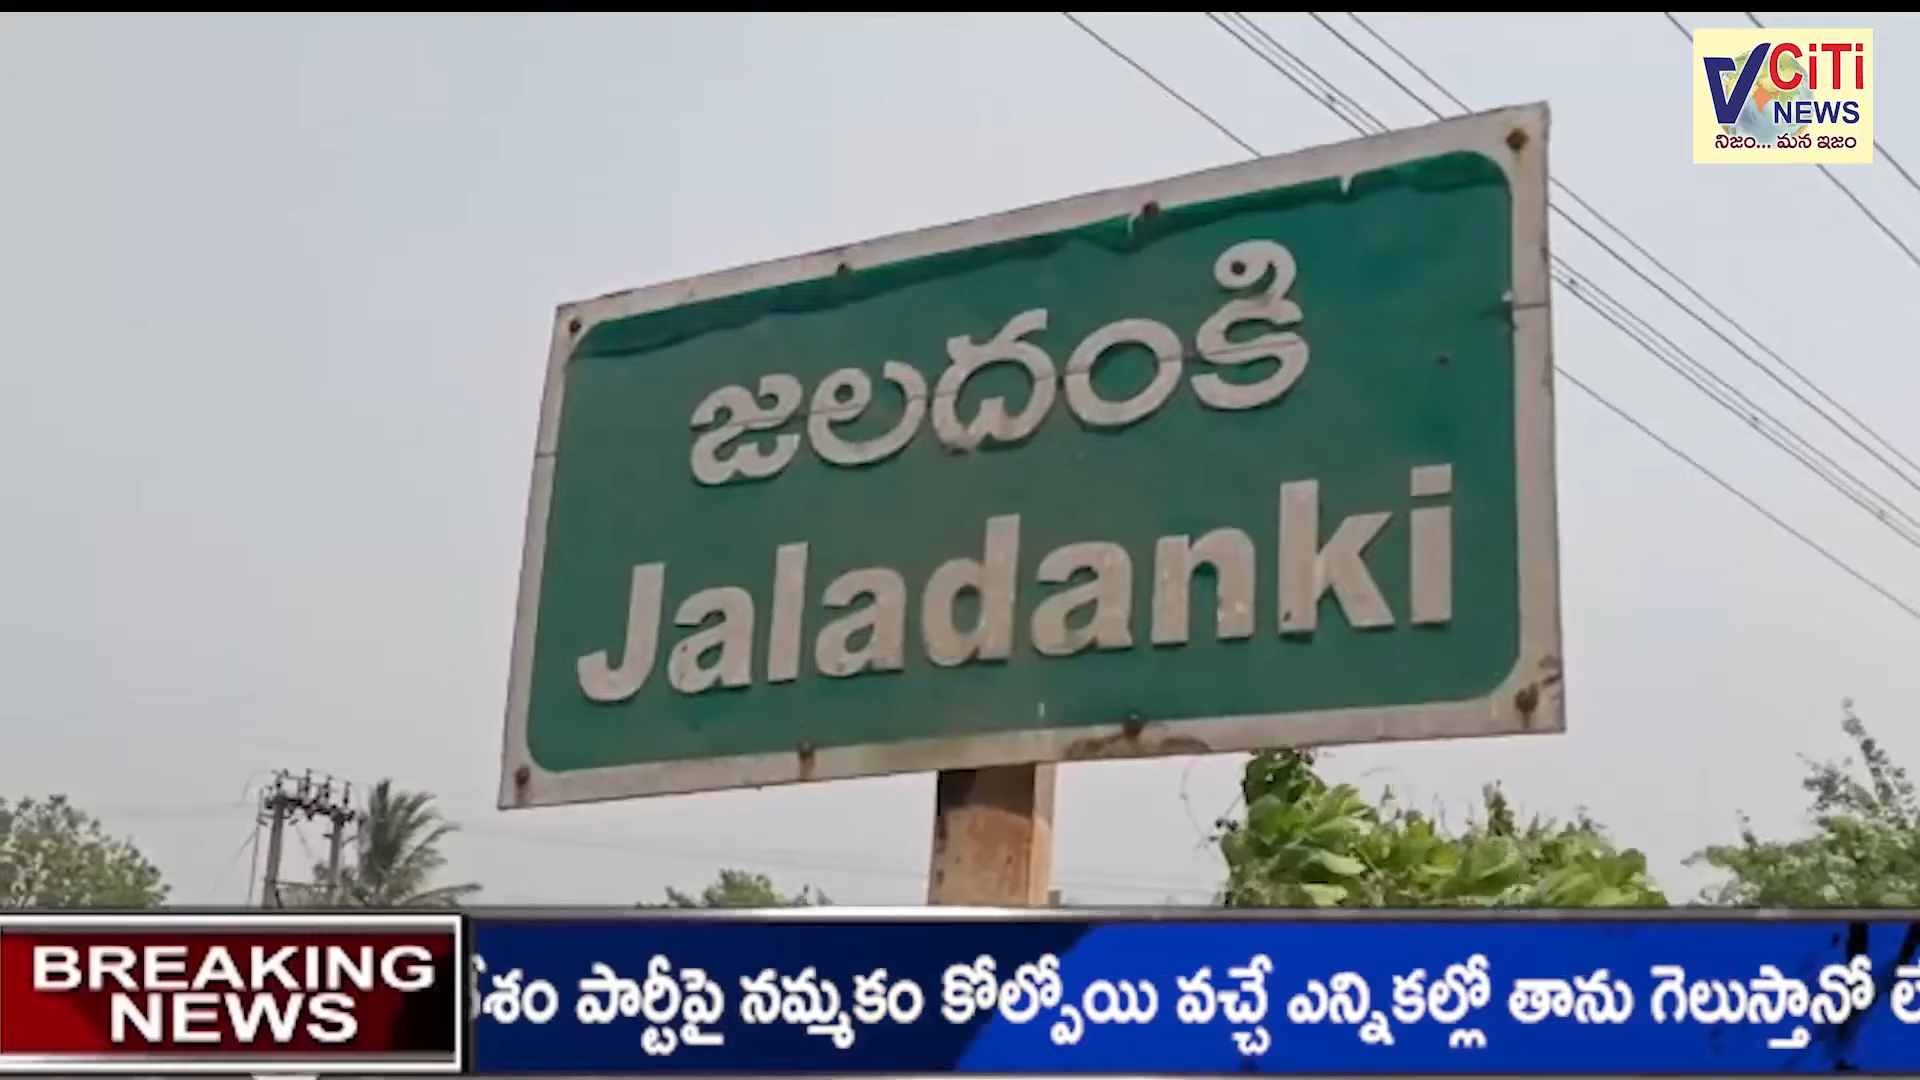 CiTi
NEWS
నిజం... మన ఇజం
జలదంకి
Jaladanki
BREAKING
NEWS
పార్టీపై నమ్మకం కోల్పోయి వచ్చే ఎన్నికల్లో తాను గెలుస్తానో